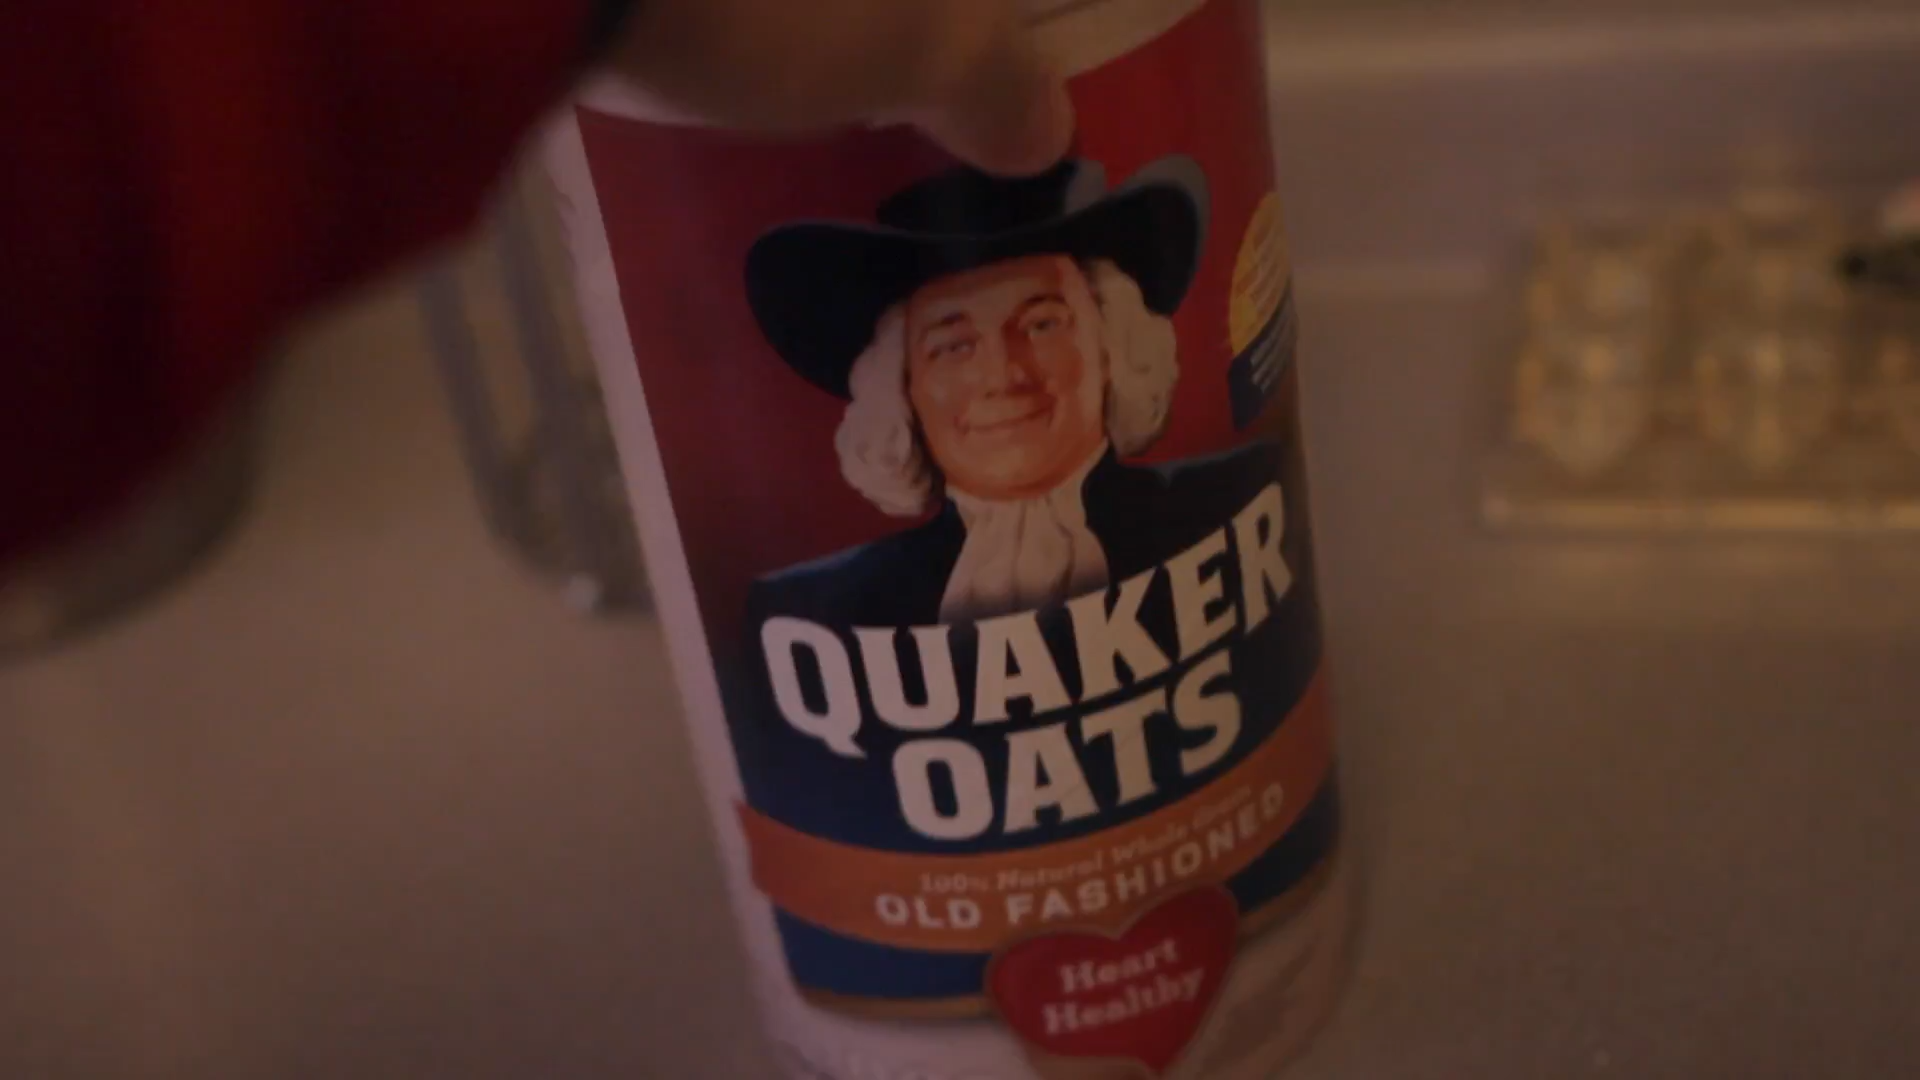 QUAKER
OATS
100% Natural Whole Grain
OLD FASHIONED
Heart
Healthy